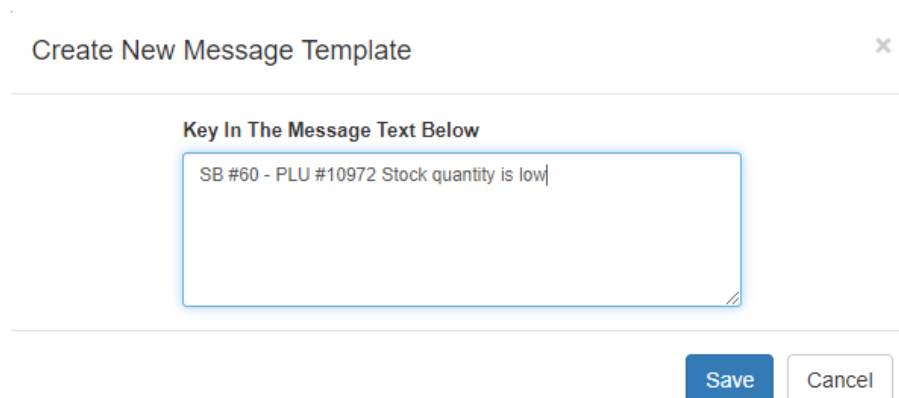 Create New Message Template ×
Key In The Message Text Below
SB #60 - PLU #10972 Stock quantity is low
Save Cancel